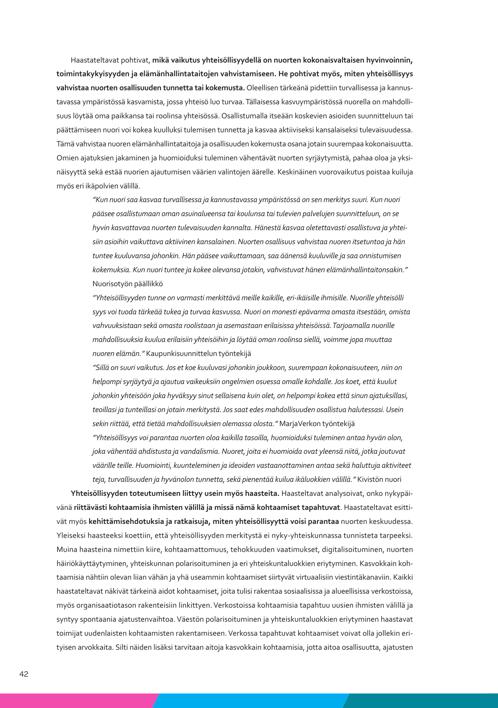 Haastateltavat pohtivat, mikä vaikutus yhteisöllisyydellä on nuorten kokonaisvaltaisen hyvinvoinnin,
toimintakykyisyyden ja elämänhallintataitojen vahvistamiseen. He pohtivat myös, miten yhteisöllisyys
vahvistaa nuorten osallisuuden tunnetta tai kokemusta. Oleellisen tärkeänä pidettiin turvallisessa ja kannus-
tavassa ympäristössä kasvamista, jossa yhteisö luo turvaa. Tällaisessa kasvuympäristössä nuorella on mahdolli-
suus löytää oma paikkansa tai roolinsa yhteisössä. Osallistumalla itseään koskevien asioiden suunnitteluun tai
päättämiseen nuori voi kokea kuulluksi tulemisen tunnetta ja kasvaa aktiiviseksi kansalaiseksi tulevaisuudessa.
Tämä vahvistaa nuoren elämänhallintataitoja ja osallisuuden kokemusta osana jotain suurempaa kokonaisuutta.
Omien ajatuksien jakaminen ja huomioiduksi tuleminen vähentävät nuorten syrjäytymistä, pahaa oloa ja yksi-
näisyyttä sekä estää nuorien ajautumisen väärien valintojen äärelle. Keskinäinen vuorovaikutus poistaa kuiluja
myös eri ikäpolvien välillä.
"Kun nuori saa kasvaa turvallisessa ja kannustavassa ympäristössä on sen merkitys suuri. Kun nuori
pääsee osallistumaan oman asuinalueensa tai koulunsa tai tulevien palvelujen suunnitteluun, on se
hyvin kasvattavaa nuorten tulevaisuuden kannalta. Hänestä kasvaa oletettavasti osallistuva ja yhtei-
siin asioihin vaikuttava aktiivinen kansalainen. Nuorten osallisuus vahvistaa nuoren itsetuntoa ja hän
tuntee kuuluvansa johonkin. Hän pääsee vaikuttamaan, saa äänensä kuuluville ja saa onnistumisen
kokemuksia. Kun nuori tuntee ja kokee olevansa jotakin, vahvistuvat hänen elämänhallintaitonsakin."
Nuorisotyön päällikkö
"Yhteisöllisyyden tunne on varmasti merkittävä meille kaikille, eri-ikäisille ihmisille. Nuorille yhteisölli
syys voi tuoda tärkeää tukea ja turvaa kasvussa. Nuori on monesti epävarma omasta itsestään, omista
vahvuuksistaan sekä omasta roolistaan ja asemastaan erilaisissa yhteisöissä. Tarjoamalla nuorille
mahdollisuuksia kuulua erilaisiin yhteisöihin ja löytää oman roolinsa siellä, voimme jopa muuttaa
nuoren elämän." Kaupunkisuunnittelun työntekijä
"Sillä on suuri vaikutus. Jos et koe kuuluvasi johonkin joukkoon, suurempaan kokonaisuuteen, niin on
helpompi syrjäytyä ja ajautua vaikeuksiin ongelmien osuessa omalle kohdalle. Jos koet, että kuulut
johonkin yhteisöön joka hyväksyy sinut sellaisena kuin olet, on helpompi kokea että sinun ajatuksillasi,
teoillasi ja tunteillasi on jotain merkitystä. Jos saat edes mahdollisuuden osallistua halutessasi. Usein
sekin riittää, että tietää mahdollisuuksien olemassa olosta." MarjaVerkon työntekijä
"Yhteisöllisyys voi parantaa nuorten oloa kaikilla tasoilla, huomioiduksi tuleminen antaa hyvän olon,
joka vähentää ahdistusta ja vandalismia. Nuoret, joita ei huomioida ovat yleensä niitä, jotka joutuvat
väärille teille. Huomiointi, kuunteleminen ja ideoiden vastaanottaminen antaa sekä haluttuja aktiviteet
teja, turvallisuuden ja hyvänolon tunnetta, sekä pienentää kuilua ikäluokkien välillä." Kivistön nuori
Yhteisöllisyyden toteutumiseen liittyy usein myös haasteita. Haastateltavat analysoivat, onko nykypäi-
vänä riittävästi kohtaamisia ihmisten välillä ja missä nämä kohtaamiset tapahtuvat. Haastateltavat esitti-
vät myös kehittämisehdotuksia ja ratkaisuja, miten yhteisöllisyyttä voisi parantaa nuorten keskuudessa.
Yleiseksi haasteeksi koettiin, että yhteisöllisyyden merkitystä ei nyky-yhteiskunnassa tunnisteta tarpeeksi.
Muina haasteina nimettiin kiire, kohtaamattomuus, tehokkuuden vaatimukset, digitalisoituminen, nuorten
häiriökäyttäytyminen, yhteiskunnan polarisoituminen ja eri yhteiskuntaluokkien eriytyminen. Kasvokkain koh-
taamisia nähtiin olevan liian vähän ja yhä useammin kohtaamiset siirtyvät virtuaalisiin viestintäkanaviin. Kaikki
haastateltavat näkivät tärkeinä aidot kohtaamiset, joita tulisi rakentaa sosiaalisissa ja alueellisissa verkostoissa,
myös organisaatiotason rakenteisiin linkittyen. Verkostoissa kohtaamisia tapahtuu uusien ihmisten välillä ja
syntyy spontaania ajatustenvaihtoa. Väestön polarisoituminen ja yhteiskuntaluokkien eriytyminen haastavat
toimijat uudenlaisten kohtaamisten rakentamiseen. Verkossa tapahtuvat kohtaamiset voivat olla jollekin eri-
tyisen arvokkaita. Silti näiden lisäksi tarvitaan aitoja kasvokkain kohtaamisia, jotta aitoa osallisuutta, ajatusten
42